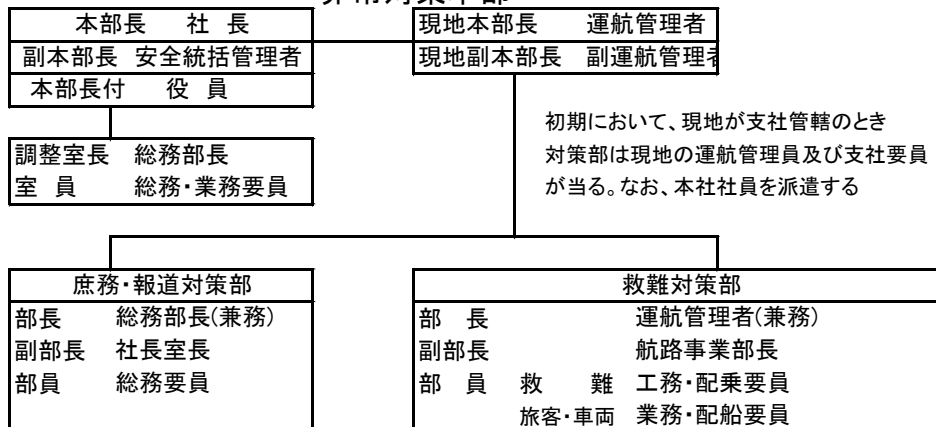 本部長 社 長
副本部長 安全統括管理者
本部長付 役 員
現地本部長 運航管理者
現地副本部長 副運航管理者
調整室長 総務部長
室 員 総務・業務要員
初期において、現地が支社管轄のとき
対策部は現地の運航管理員及び支社要員
が当る。なお、本社社員を派遣する
庶務・報道対策部
部長 総務部長(兼務)
副部長 社長室長
部員 総務要員
救難対策部
部 長 運航管理者(兼務)
副部長 航路事業部長
部 員 救 難 工務・配乗要員
旅客・車両 業務・配船要員